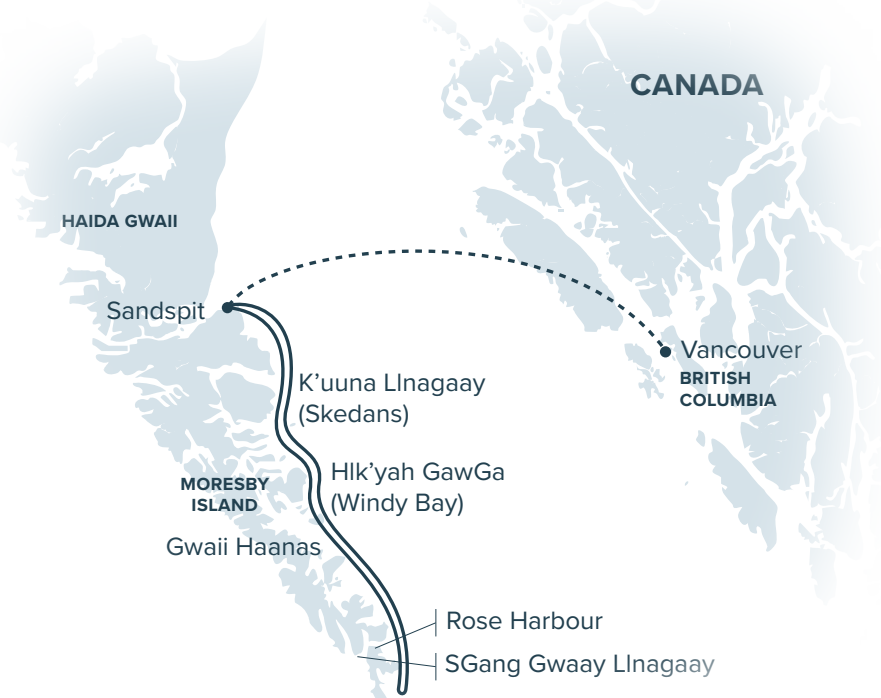 CANADA
HAIDA GWAII
Sandspit
Vancouver
BRITISH
COLUMBIA
K’uuna Llnagaay
(Skedans)
Hlk’yah GawGa
(Windy Bay)
MORESBY
ISLAND
Gwaii Haanas
Rose Harbour
SGang Gwaay Llnagaay